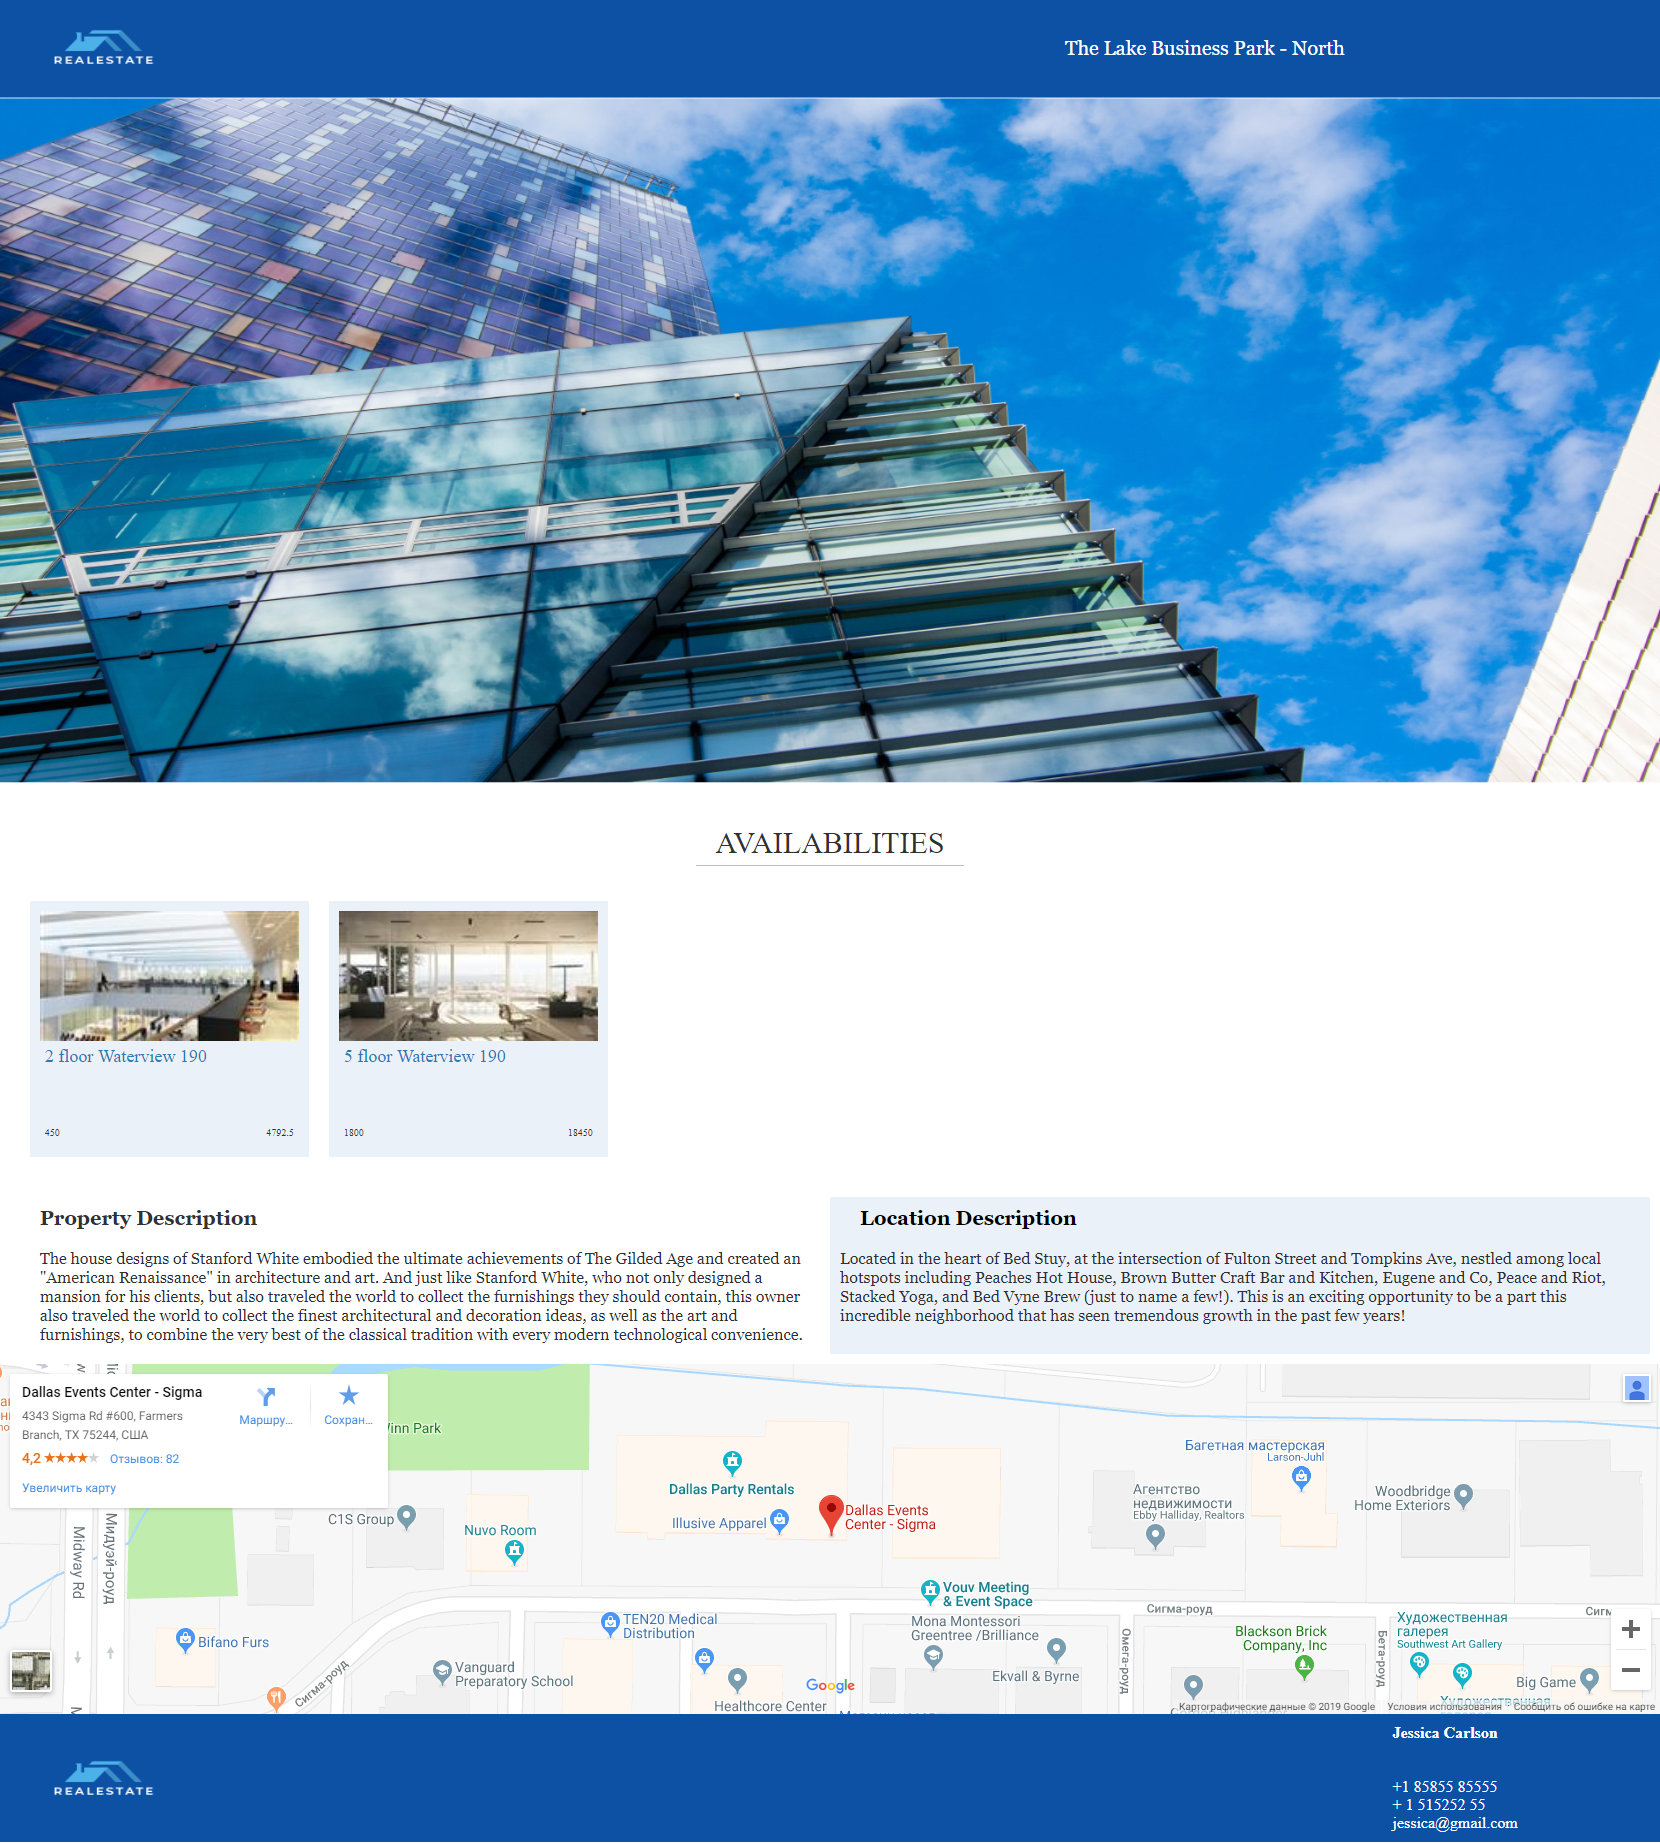 REALESTATE
The Lake Business Park - North
AVAILABILITIES
2 floor Waterview 190
450
4792.5
5 floor Waterview 190
1800
18450
Property Description
The house designs of Stanford White embodied the ultimate achievements of The Gilded Age and created an
"American Renaissance" in architecture and art. And just like Stanford White, who not only designed a
mansion for his clients, but also traveled the world to collect the furnishings they should contain, this owner
also traveled the world to collect the finest architectural and decoration ideas, as well as the art and
furnishings, to combine the very best of the classical tradition with every modern technological convenience.
Location Description
Located in the heart of Bed Stuy, at the intersection of Fulton Street and Tompkins Ave, nestled among local
hotspots including Peaches Hot House, Brown Butter Craft Bar and Kitchen, Eugene and Co, Peace and Riot,
Stacked Yoga, and Bed Vyne Brew (just to name a few!). This is an exciting opportunity to be a part this
incredible neighborhood that has seen tremendous growth in the past few years!
Dallas Events Center - Sigma
4343 Sigma Rd #600, Farmers
Branch, TX 75244, США
4,2 ★★★★★ Отзывов: 82
Увеличить карту
Маршру...
Сохран...
Park
Dallas Party Rentals
Illusive Apparel
Dallas Events
Center - Sigma
Багетная мастерская
Larson-Juhl
Агентство
недвижимости
Ebby Halliday, Realtors
Woodbridge
Home Exteriors
C1S Group
Nuvo Room
Midway Rd
Мидуэй-роуд
Vouv Meeting
& Event Space
Сигма-роуд
Mona Montessori
Greentree /Brilliance
TEN20 Medical
Distribution
Bifano Furs
Vanguard
Preparatory School
Сигма-роуд
Healthcore Center
Google
Ekvall & Byrne
Омега-роуд
Blackson Brick
Company, Inc
Бета-роуд
Художественная
галерея
Southwest Art Gallery
Художественная
Big Game
Картографические данные © 2019 Google
Условия использования
Сообщить об ошибке на карте
REALESTATE
Jessica Carlson
+1 85855 85555
+ 1 515252 55
jessica@gmail.com